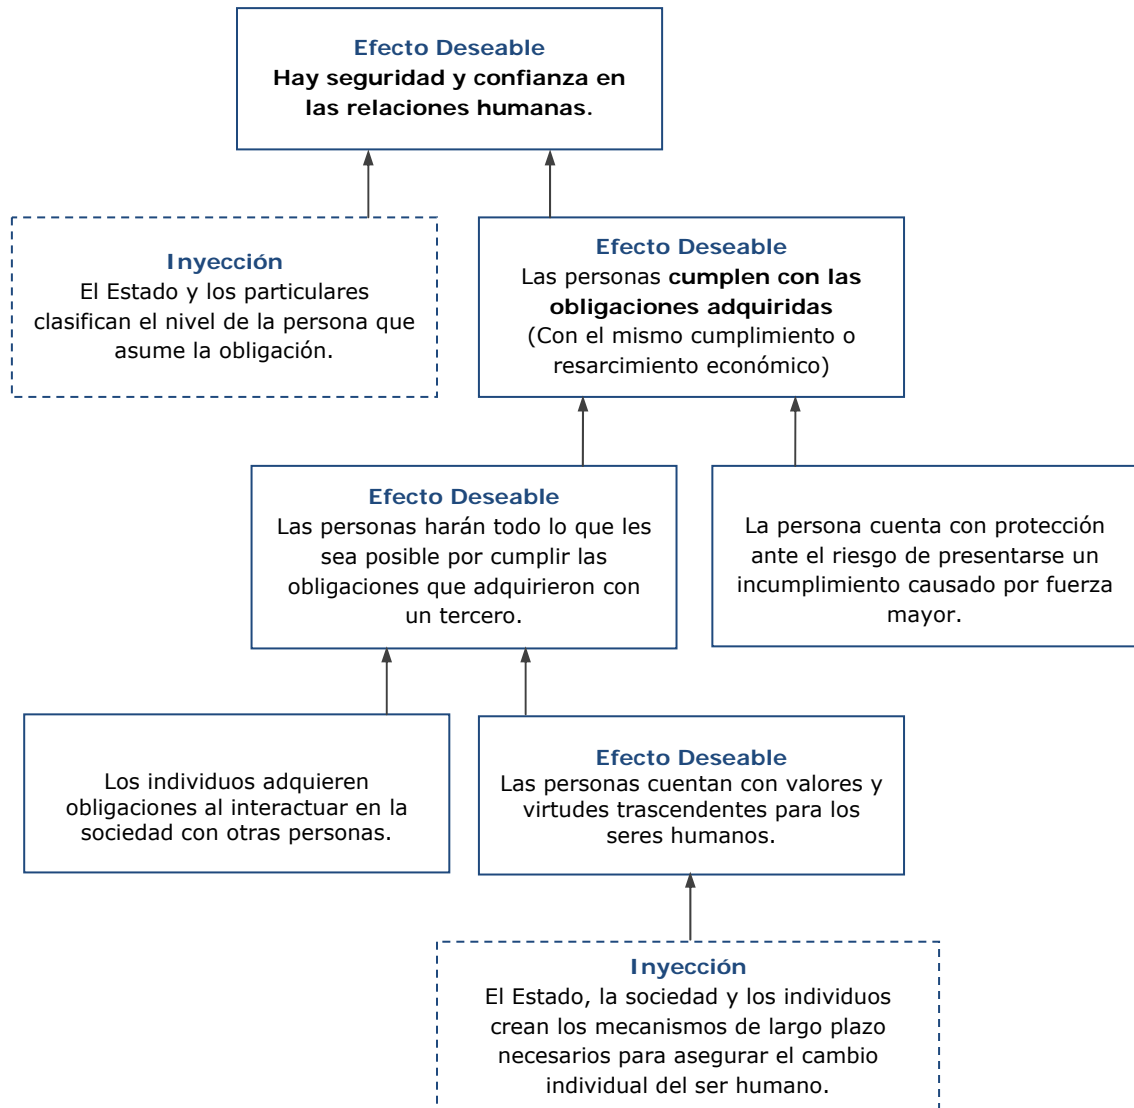 Efecto Deseable
Hay seguridad y confianza en
las relaciones humanas.
Inyección
El Estado y los particulares
clasifican el nivel de la persona que
asume la obligación.
Efecto Deseable
Las personas cumplen con las
obligaciones adquiridas
(Con el mismo cumplimiento o
resarcimiento económico)
Efecto Deseable
Las personas harán todo lo que les
sea posible por cumplir las
obligaciones que adquirieron con
un tercero.
La persona cuenta con protección
ante el riesgo de presentarse un
incumplimiento causado por fuerza
mayor.
Los individuos adquieren
obligaciones al interactuar en la
sociedad con otras personas.
Efecto Deseable
Las personas cuentan con valores y
virtudes trascendentes para los
seres humanos.
Inyección
El Estado, la sociedad y los individuos
crean los mecanismos de largo plazo
necesarios para asegurar el cambio
individual del ser humano.